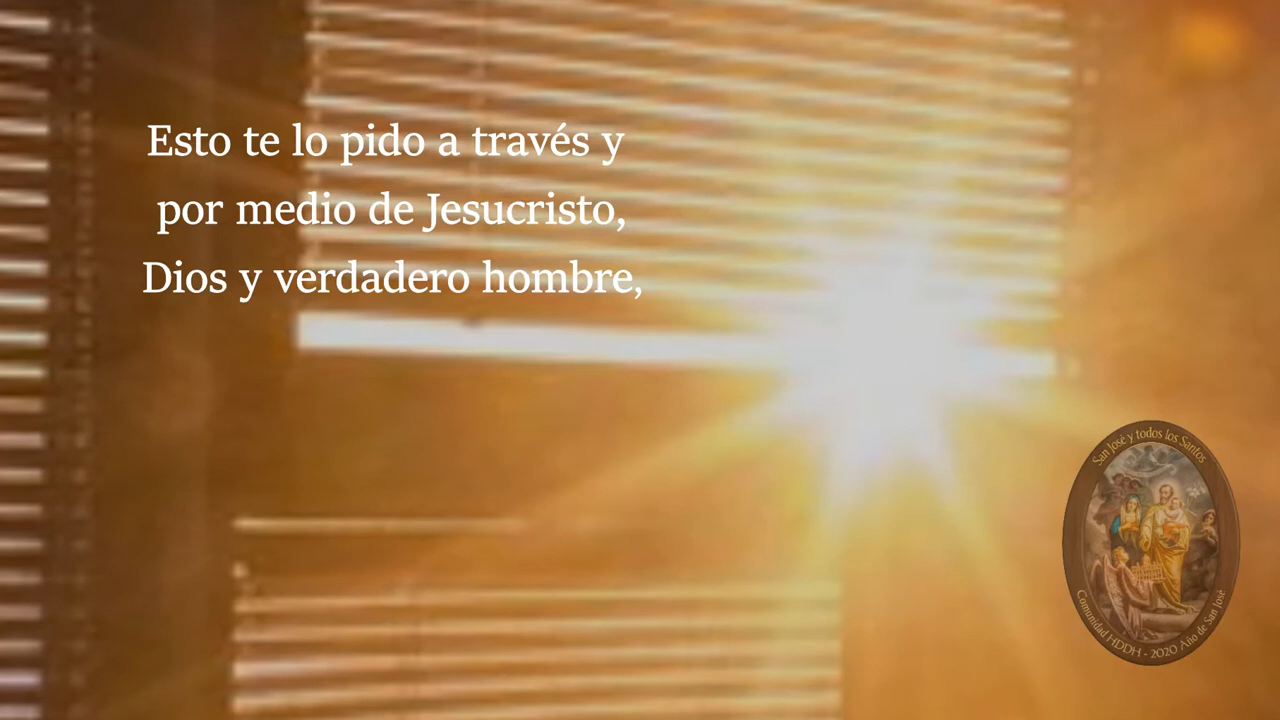 Esto te lo pido a través y
por medio de Jesucristo,
Dios y verdadero hombre,
San José y todos los Santos
Comunidad HDDH - 2020 Año de San José